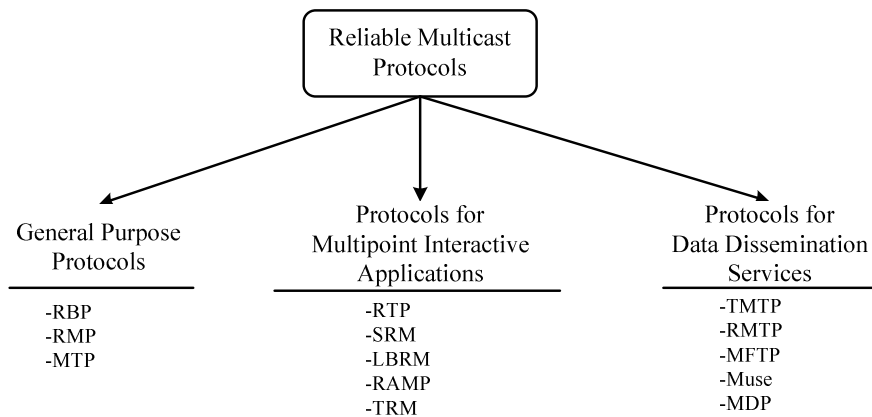 Reliable Multicast
Protocols
General Purpose
Protocols
-RBP
-RMP
-MTP
Protocols for
Multipoint Interactive
Applications
-RTP
-SRM
-LBRM
-RAMP
-TRM
Protocols for
Data Dissemination
Services
-TMTP
-RMTP
-MFTP
-Muse
-MDP